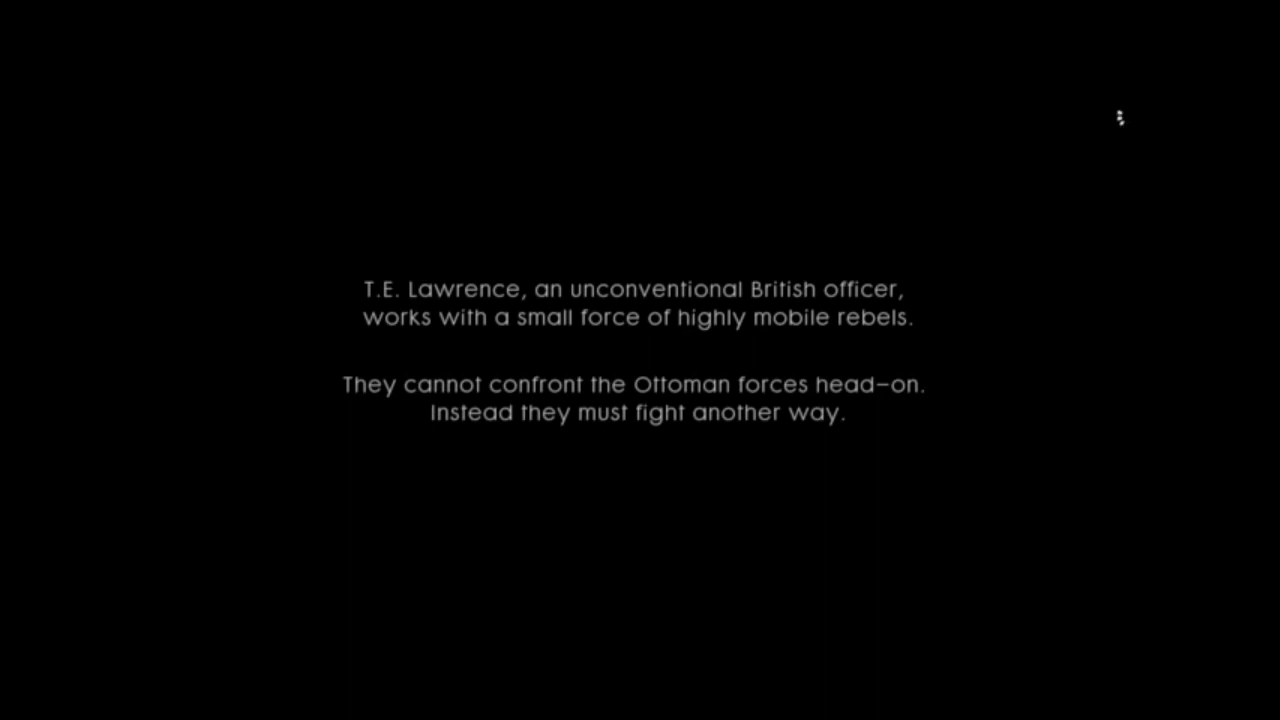 T.E. Lawrence, an unconventional British officer,
works with a small force of highly mobile rebels.
They cannot confront the Ottoman forces head-on.
Instead they must fight another way.